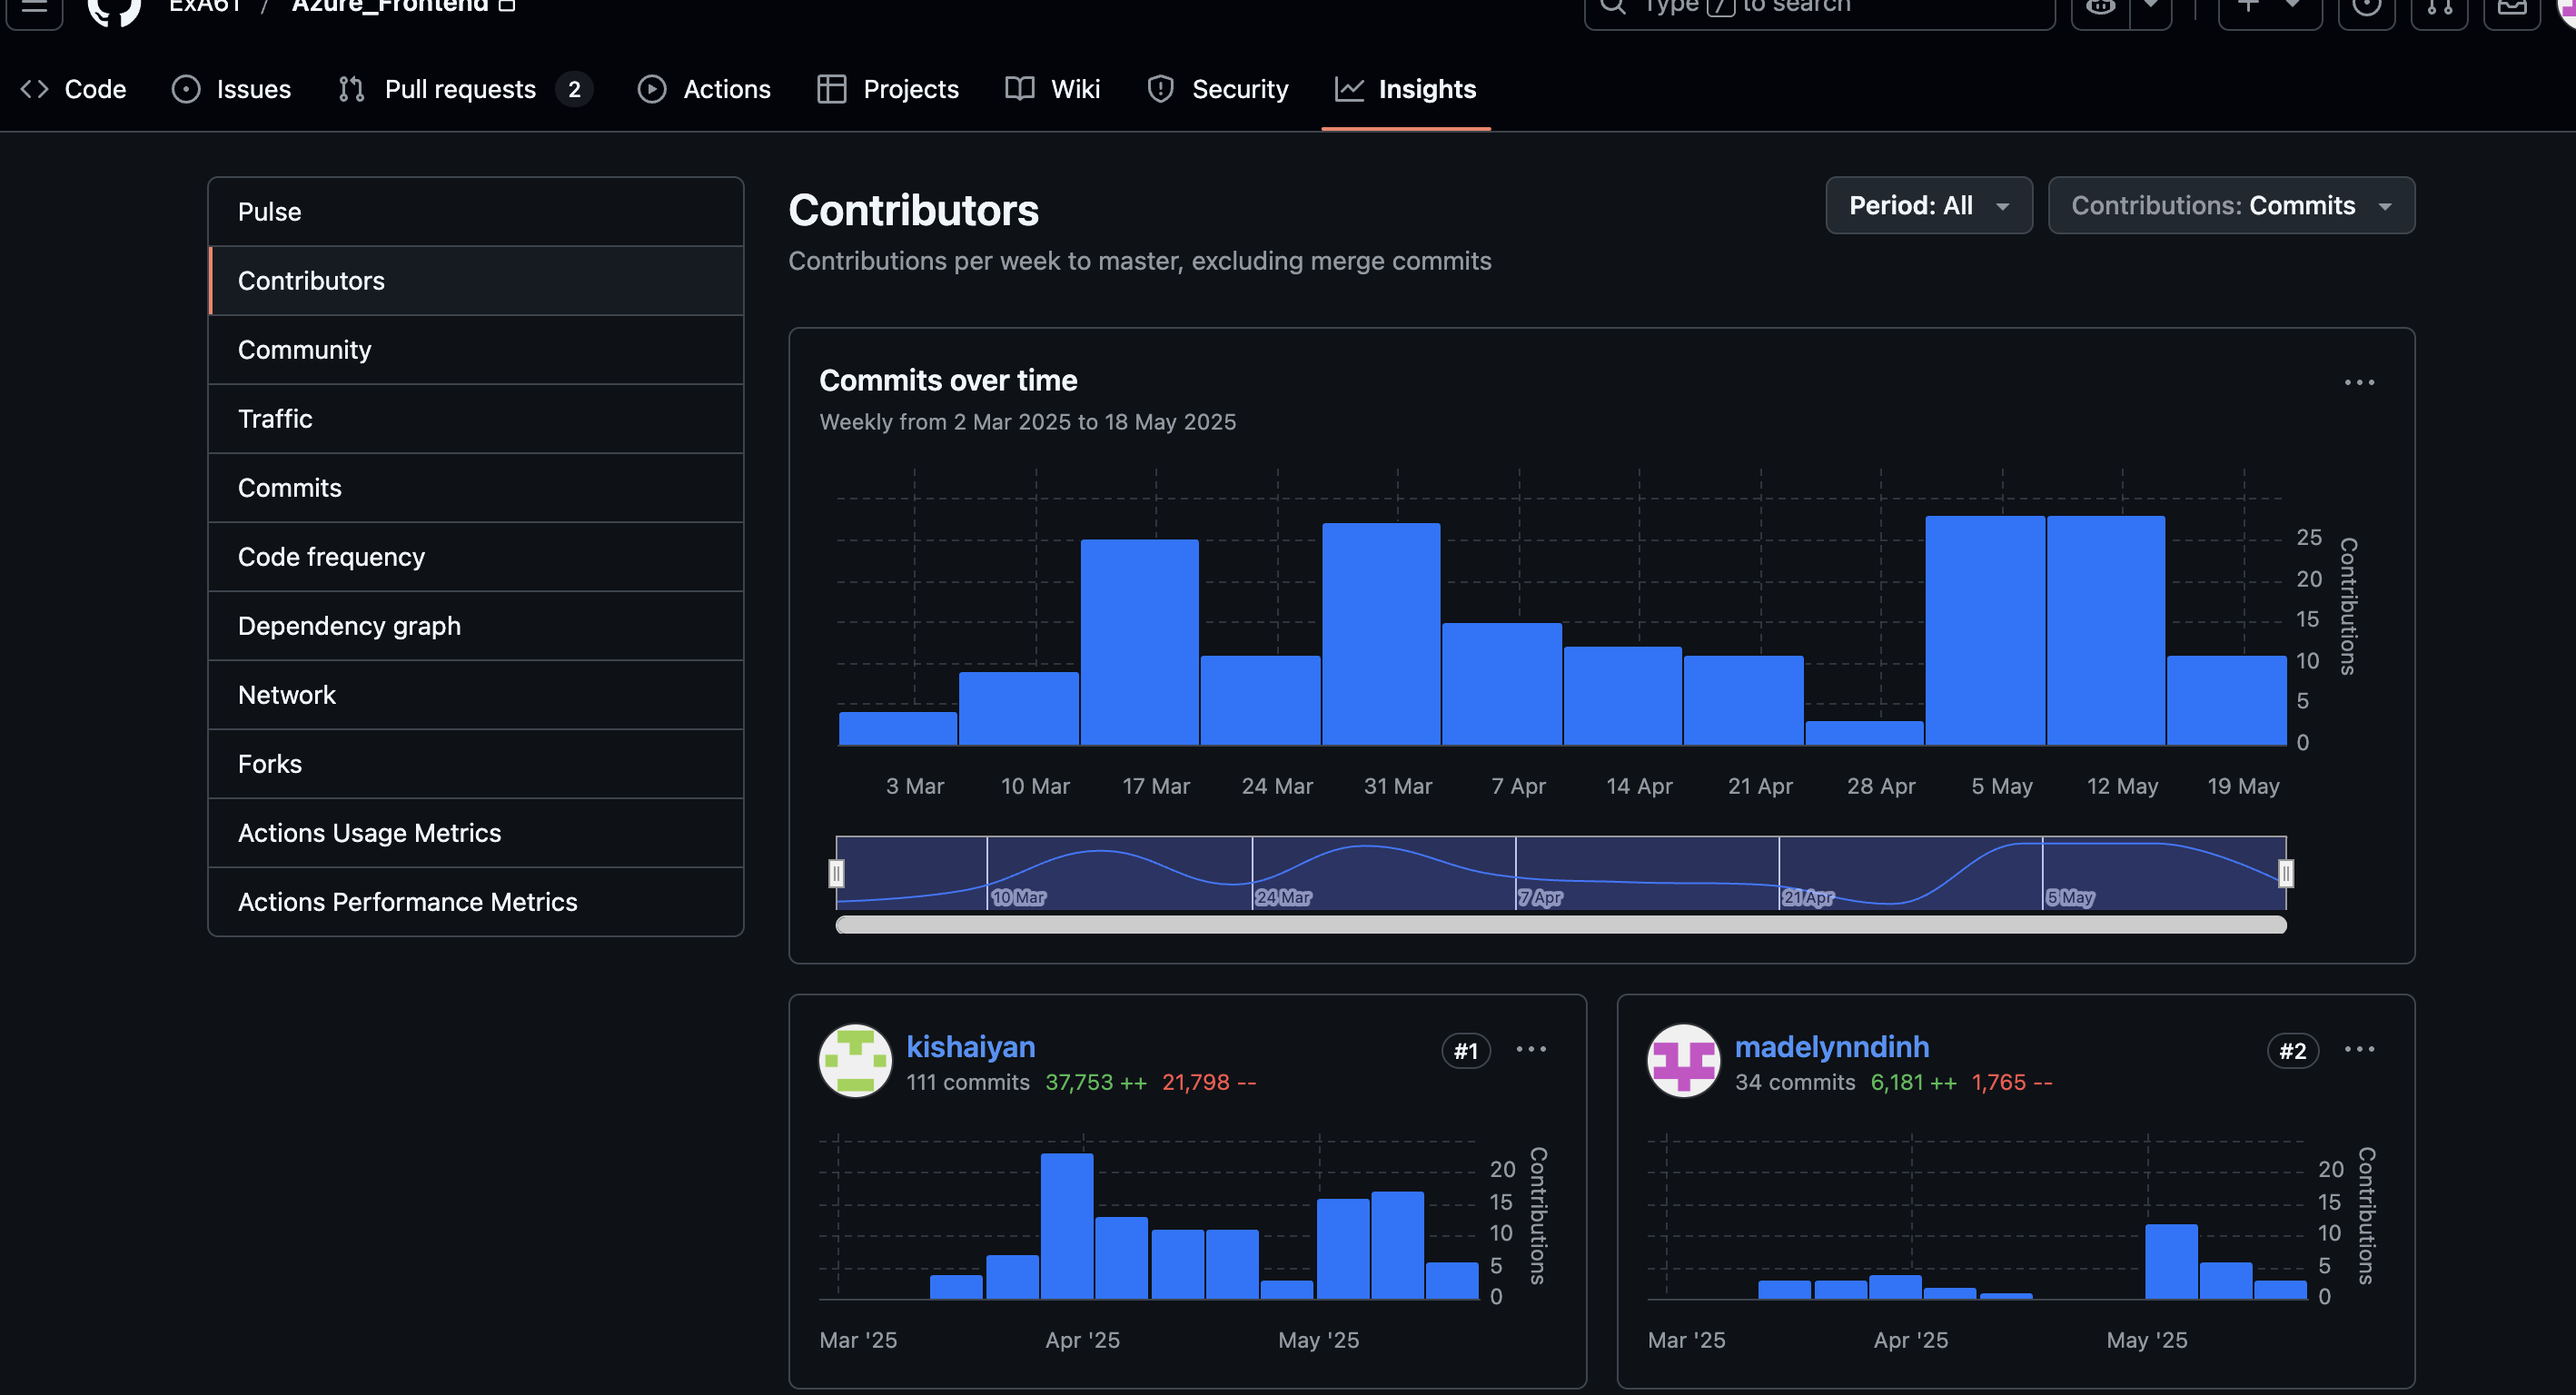 ExA61 / Azure_Frontend
Type / to search
Code Issues Pull requests 2 Actions Projects Wiki Security Insights
Pulse
Contributors
Community
Traffic
Commits
Code frequency
Dependency graph
Network
Forks
Actions Usage Metrics
Actions Performance Metrics
Contributors
Period: All
Contributions: Commits
Contributions per week to master, excluding merge commits
Commits over time
Weekly from 2 Mar 2025 to 18 May 2025
25
20
15
10
5
0
Contributions
3 Mar 10 Mar 17 Mar 24 Mar 31 Mar 7 Apr 14 Apr 21 Apr 28 Apr 5 May 12 May 19 May
10 Mar 24 Mar 7 Apr 21 Apr 5 May
kishaiyan
#1
111 commits 37,753 ++ 21,798 --
20
15
10
5
0
Contributions
Mar '25 Apr '25 May '25
madelynndinh
#2
34 commits 6,181 ++ 1,765 --
20
15
10
5
0
Contributions
Mar '25 Apr '25 May '25